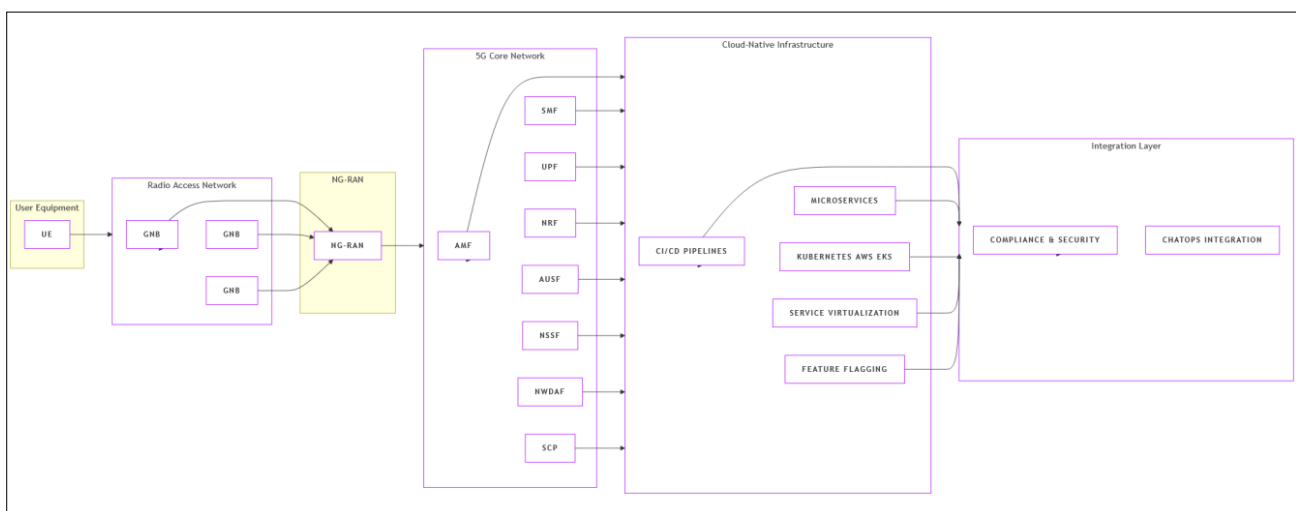 User Equipment
UE
Radio Access Network
GNB
GNB
GNB
NG-RAN
NG-RAN
5G Core Network
AMF
SMF
UPF
NRF
AUSF
NSSF
NWDAF
SCP
Cloud-Native Infrastructure
CI/CD PIPELINES
MICROSERVICES
KUBERNETES AWS EKS
SERVICE VIRTUALIZATION
FEATURE FLAGGING
Integration Layer
COMPLIANCE & SECURITY
CHATOPS INTEGRATION